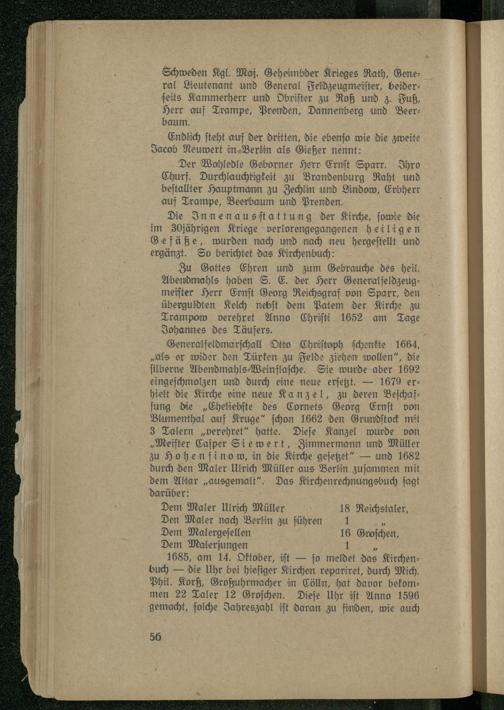 Schweden Kgl. Maj. Geheimbder Krieges Rath, Gene-
ral Lieutenant und General Feldzeugmeister, beider-
seits Kammerherr und Obrister zu Roß und z. Fuß,
Herr auf Trampe, Prenden, Dannenberg und Beer-
baum.
Endlich steht auf der dritten, die ebenso wie die zweite
Jacob Neuwert in Berlin als Gießer nennt:
Der Wohledle Geborner Herr Ernst Sparr. Ihro
Churf. Durchlauchtigkeit zu Brandenburg Raht und
bestallter Hauptmann zu Zechlin und Lindow, Erbherr
auf Trampe, Beerbaum und Prenden.
Die Innenausstattung der Kirche, sowie die
im 30jährigen Kriege verlorengegangenen heiligen
Gefäße, wurden nach und nach neu hergestellt und
ergänzt. So berichtet das Kirchenbuch:
Zu Gottes Ehren und zum Gebrauche des heil.
Abendmahls haben S. E. der Herr Generalfeldzeug-
meister Herr Ernst Georg Reichsgraf von Sparr, den
übergulßten Kelch nebst dem Patem der Kirche zu
Trampow verehret Anno Christi 1652 am Tage
Johannes des Täufers.
Generalfeldmarschall Otto Christoph schenkte 1664,
„als er wider den Türken zu Felde ziehen wollen“, die
silberne Abendmahls-Weinflasche. Sie wurde aber 1692
eingeschmolzen und durch eine neue ersetzt. — 1679 er-
hielt die Kirche eine neue Kanzel, zu deren Beschaf-
fung die „Eheliebste des Cornets Georg Ernst von
Blumenthal auf Kruge“ schon 1662 den Grundstock mit
3 Talern „verehret“ hatte. Diese Kanzel wurde von
„Meister Casper Siewert, Zimmermann und Müller
zu Hohenfinow, in die Kirche gesetzet“ — und 1682
durch den Maler Ulrich Müller aus Berlin zusammen mit
dem Altar „ausgemalt“. Das Kirchenrechnungsbuch sagt
darüber:
Dem Maler Ulrich Müller 18 Reichstaler,
Den Maler nach Berlin zu führen 1 „
Dem Malergesellen 16 Groschen,
Dem Malerjungen 1 „
1685, am 14. Oktober, ist — so meldet das Kirchen-
buch — die Uhr bei hiesiger Kirchen repariret, durch Mich.
Phil. Korß, Großuhrmacher in Cölln, hat davor bekom-
men 22 Taler 12 Groschen. Diese Uhr ist Anno 1596
gemacht, solche Jahreszahl ist daran zu finden, wie auch
56